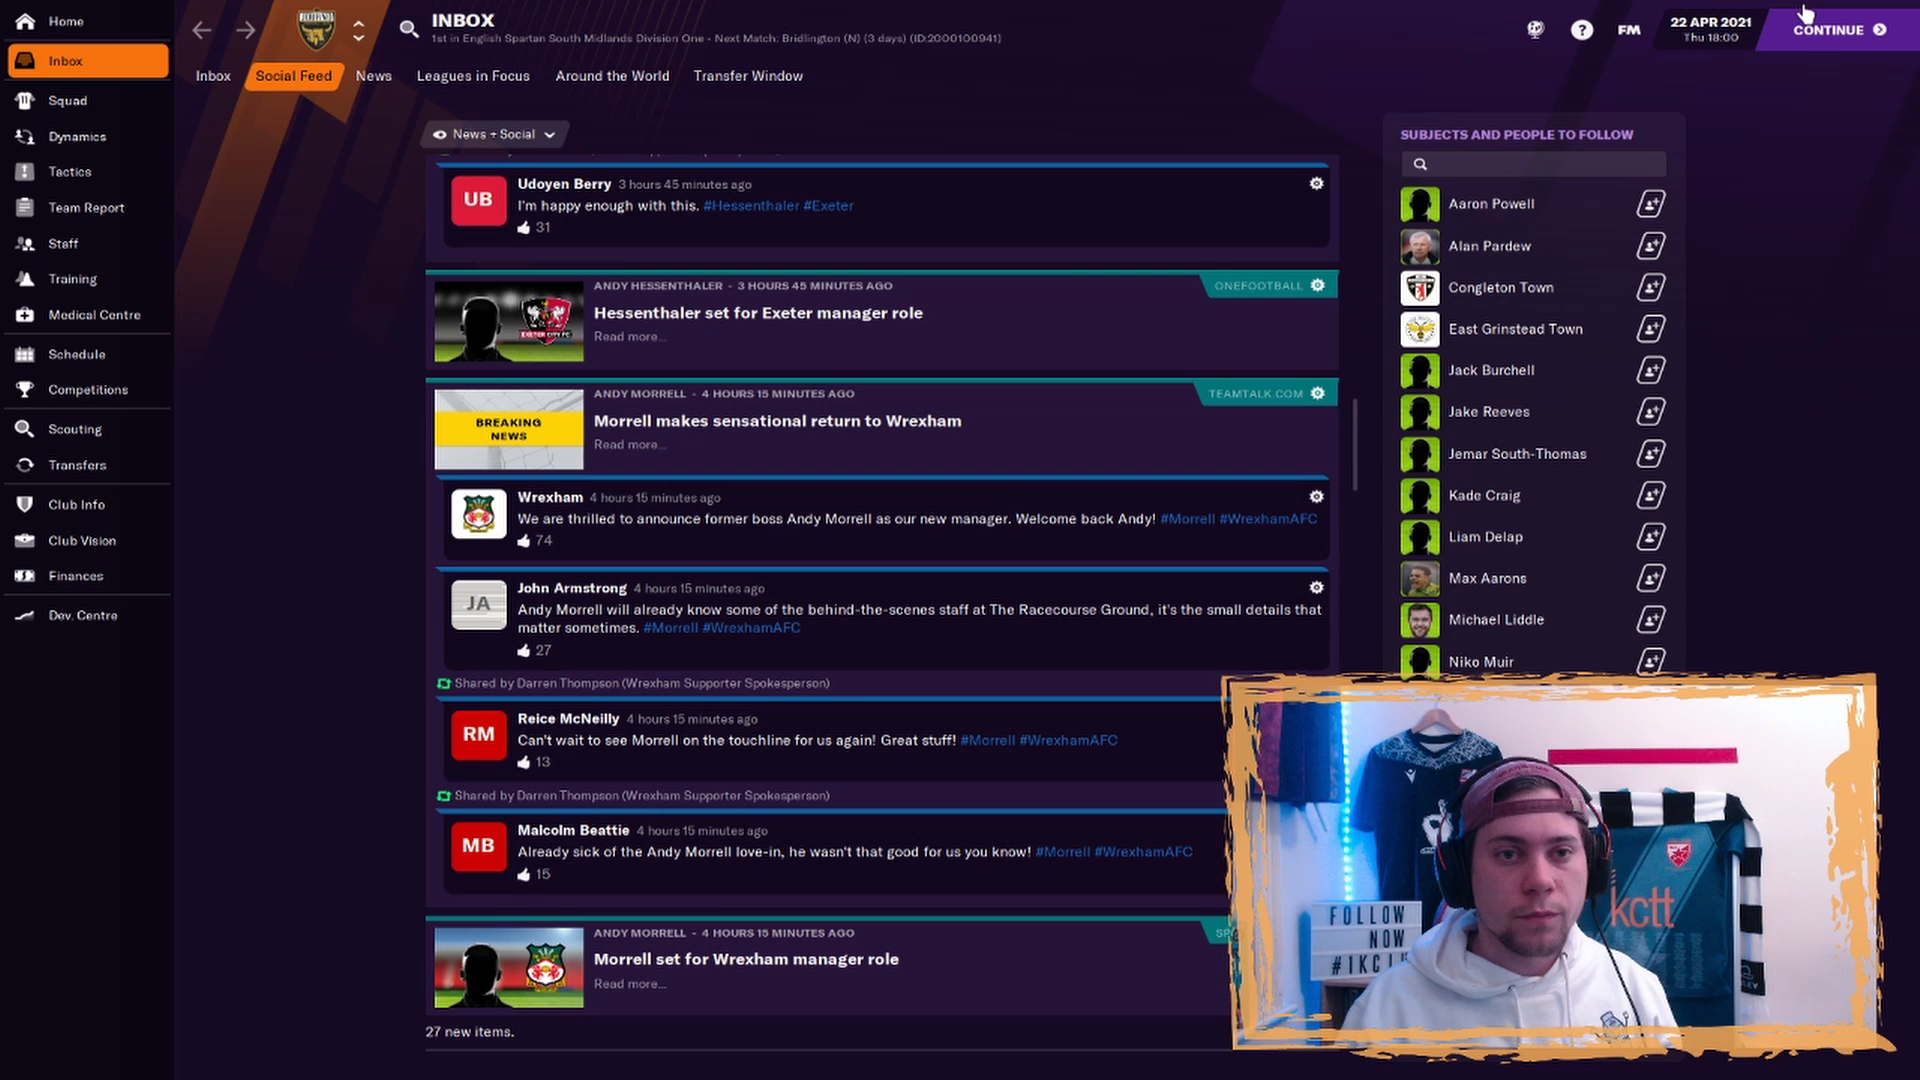 Home
Inbox
Squad
Dynamics
Tactics
Team Report
Staff
Training
Medical Centre
Schedule
Competitions
Scouting
Transfers
Club Info
Club Vision
Finances
Dev. Centre
INBOX
1st in English Spartan South Midlands Division One - Next Match: Bridlington (N) (3 days) (ID:2000100941)
FM
22 APR 2021
Thu 18:00
CONTINUE
Inbox Social Feed News Leagues in Focus Around the World Transfer Window
News + Social
UB
Udoyen Berry 3 hours 45 minutes ago
I'm happy enough with this. #Hessenthaler #Exeter
31
ANDY HESSENTHALER - 3 HOURS 45 MINUTES AGO
ONEFOOTBALL
Hessenthaler set for Exeter manager role
Read more...
ANDY MORRELL - 4 HOURS 15 MINUTES AGO
TEAMTALK.COM
BREAKING
NEWS
Morrell makes sensational return to Wrexham
Read more...
Wrexham 4 hours 15 minutes ago
We are thrilled to announce former boss Andy Morrell as our new manager. Welcome back Andy! #Morrell #WrexhamAFC
74
JA
John Armstrong 4 hours 15 minutes ago
Andy Morrell will already know some of the behind-the-scenes staff at The Racecourse Ground, it's the small details that
matter sometimes. #Morrell #WrexhamAFC
27
Shared by Darren Thompson (Wrexham Supporter Spokesperson)
RM
Reice McNeilly 4 hours 15 minutes ago
Can't wait to see Morrell on the touchline for us again! Great stuff! #Morrell #WrexhamAFC
13
Shared by Darren Thompson (Wrexham Supporter Spokesperson)
MB
Malcolm Beattie 4 hours 15 minutes ago
Already sick of the Andy Morrell love-in, he wasn't that good for us you know! #Morrell #WrexhamAFC
15
ANDY MORRELL - 4 HOURS 15 MINUTES AGO
Morrell set for Wrexham manager role
Read more...
27 new items.
SUBJECTS AND PEOPLE TO FOLLOW
Aaron Powell
Alan Pardew
Congleton Town
East Grinstead Town
Jack Burchell
Jake Reeves
Jemar South-Thomas
Kade Craig
Liam Delap
Max Aarons
Michael Liddle
Niko Muir
FOLLOW
NOW
kctt